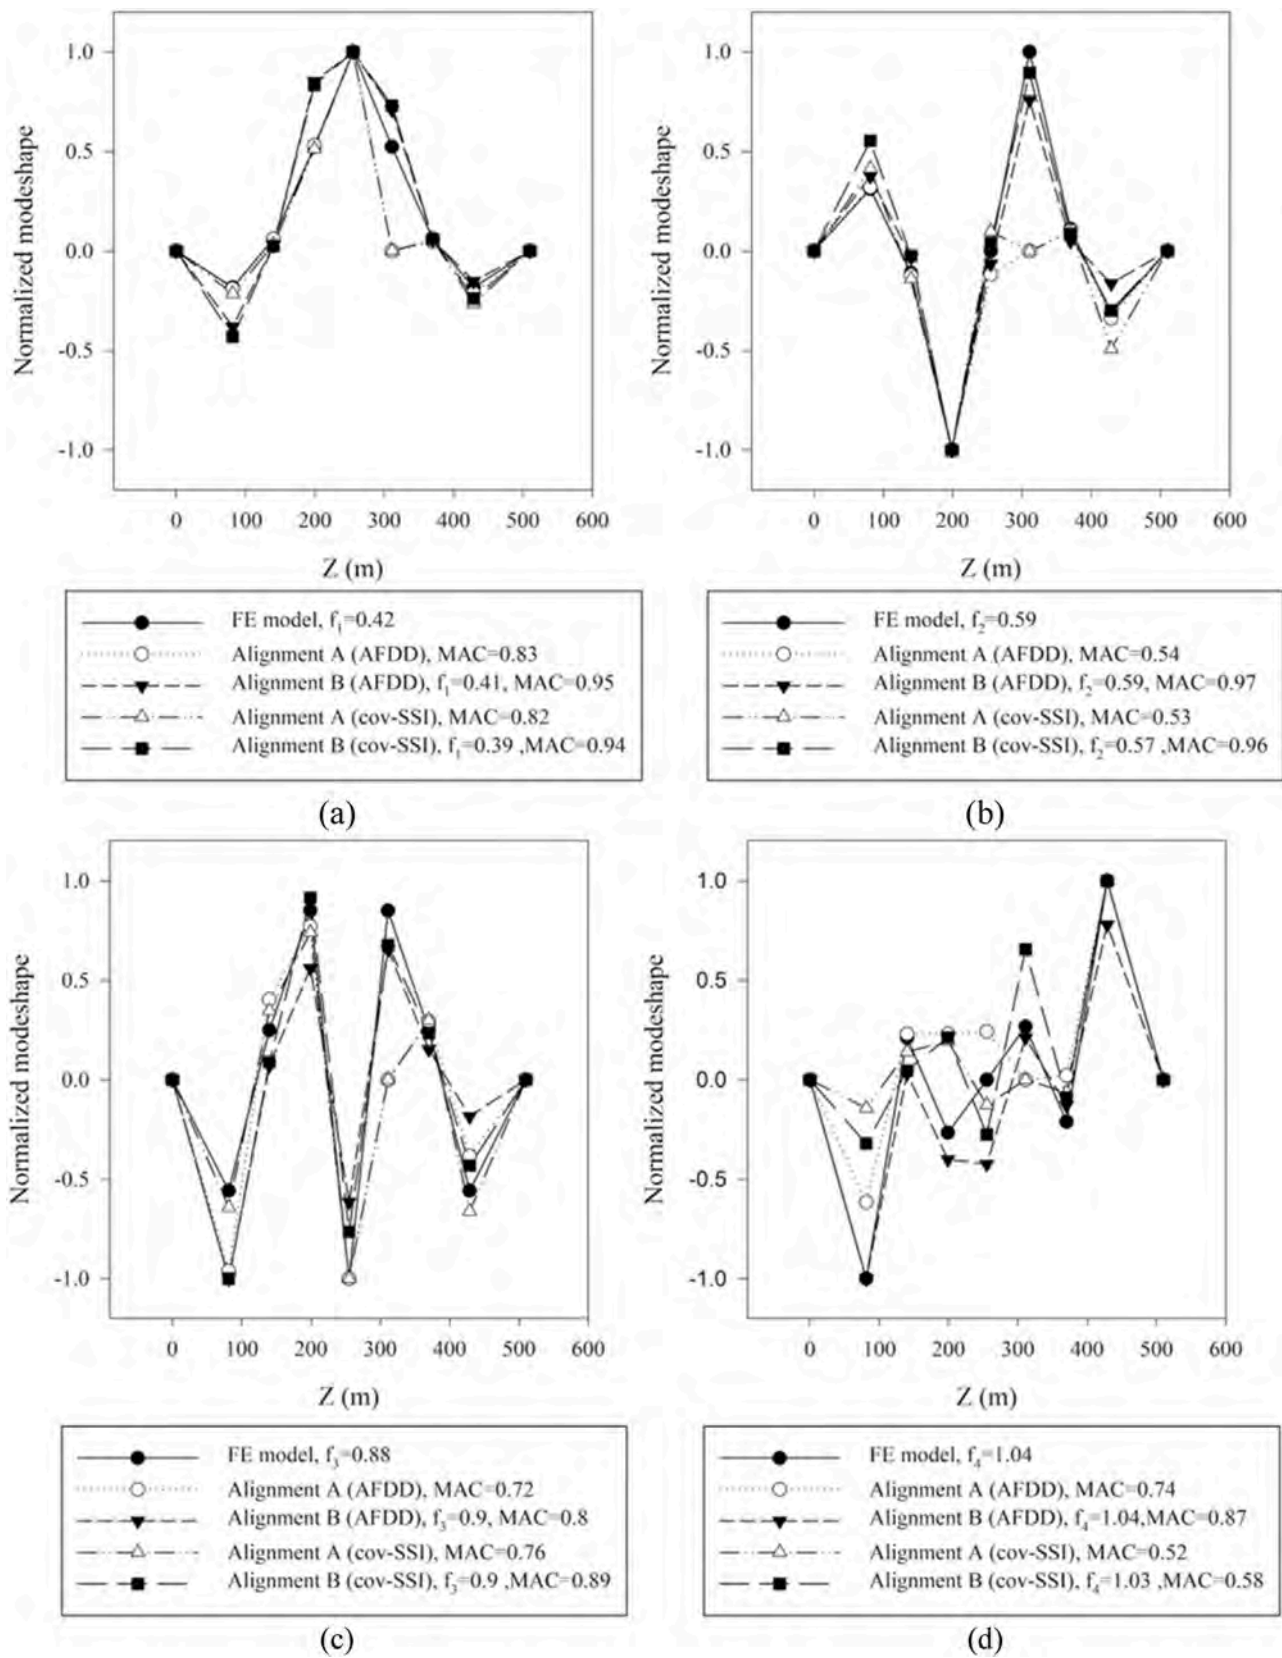 1.0
0.5
0.0
-0.5
-1.0
Normalized modeshape
0 100 200 300 400 500 600
Z (m)
FE model, f1=0.42
Alignment A (AFDD), MAC=0.83
Alignment B (AFDD), f1=0.41, MAC=0.95
Alignment A (cov-SSI), MAC=0.82
Alignment B (cov-SSI), f1=0.39 ,MAC=0.94
(a)
1.0
0.5
0.0
-0.5
-1.0
Normalized modeshape
0 100 200 300 400 500 600
Z (m)
FE model, f2=0.59
Alignment A (AFDD), MAC=0.54
Alignment B (AFDD), f2=0.59, MAC=0.97
Alignment A (cov-SSI), MAC=0.53
Alignment B (cov-SSI), f2=0.57 ,MAC=0.96
(b)
1.0
0.5
0.0
-0.5
-1.0
Normalized modeshape
0 100 200 300 400 500 600
Z (m)
FE model, f3=0.88
Alignment A (AFDD), MAC=0.72
Alignment B (AFDD), f3=0.9, MAC=0.8
Alignment A (cov-SSI), MAC=0.76
Alignment B (cov-SSI), f3=0.9 ,MAC=0.89
(c)
1.0
0.5
0.0
-0.5
-1.0
Normalized modeshape
0 100 200 300 400 500 600
Z (m)
FE model, f4=1.04
Alignment A (AFDD), MAC=0.74
Alignment B (AFDD), f4=1.04,MAC=0.87
Alignment A (cov-SSI), MAC=0.52
Alignment B (cov-SSI), f4=1.03 ,MAC=0.58
(d)